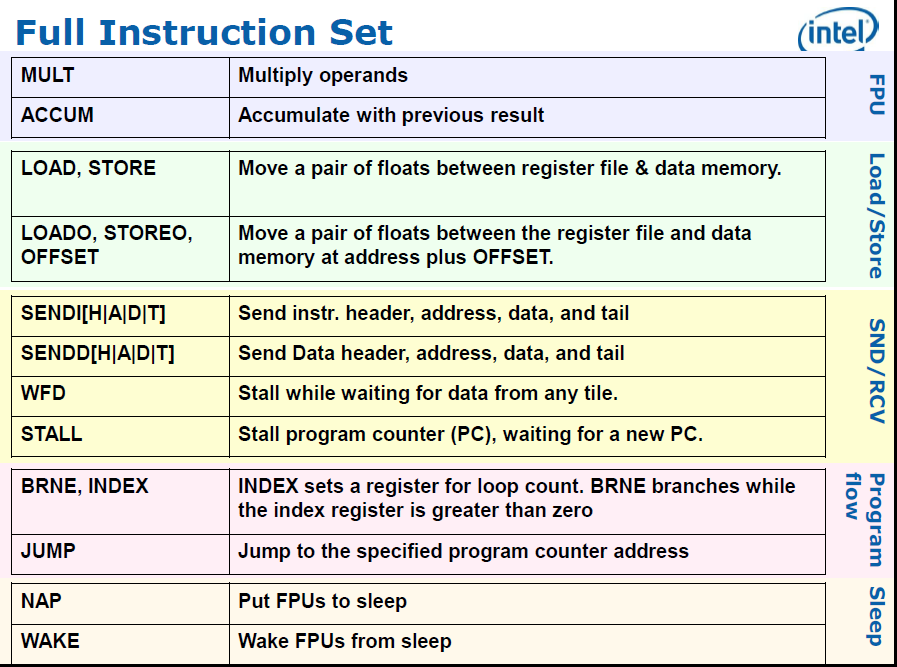 Full Instruction Set
intel
MULT
Multiply operands
ACCUM
Accumulate with previous result
FPU
LOAD, STORE
Move a pair of floats between register file & data memory.
LOADO, STOREO,
OFFSET
Move a pair of floats between the register file and data
memory at address plus OFFSET.
Load/Store
SENDI[H|A|D|T]
Send instr. header, address, data, and tail
SENDD[H|A|D|T]
Send Data header, address, data, and tail
WFD
Stall while waiting for data from any tile.
STALL
Stall program counter (PC), waiting for a new PC.
SND/RCV
BRNE, INDEX
INDEX sets a register for loop count. BRNE branches while
the index register is greater than zero
JUMP
Jump to the specified program counter address
Program
flow
NAP
Put FPUs to sleep
WAKE
Wake FPUs from sleep
Sleep